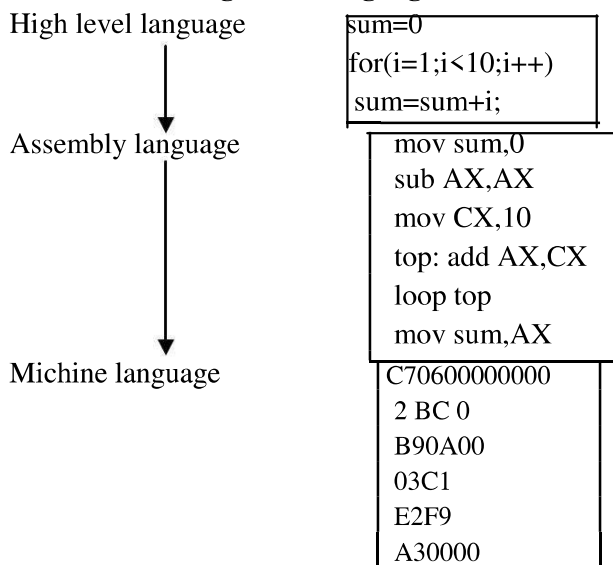 High level language
sum=0
for(i=1;i<10;i++)
sum=sum+i;
Assembly language
mov sum,0
sub AX,AX
mov CX,10
top: add AX,CX
loop top
mov sum,AX
Michine language
C70600000000
2 BC 0
B90A00
03C1
E2F9
A30000